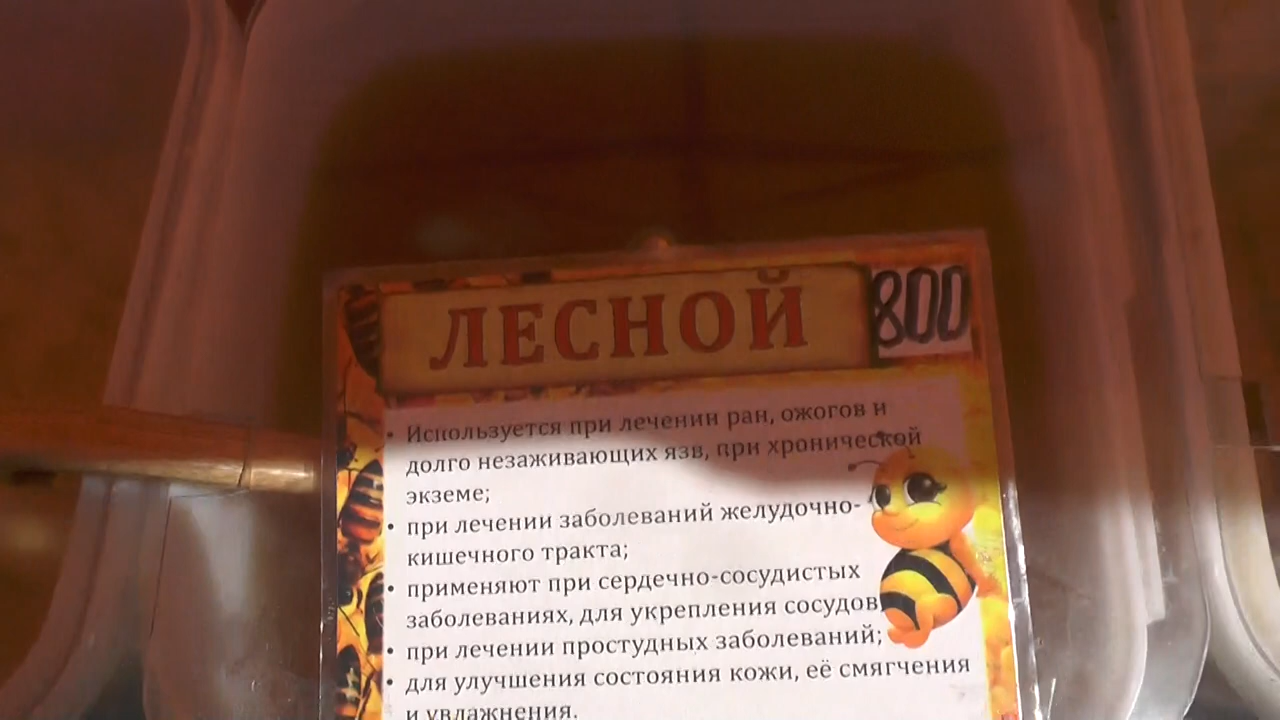 ЛЕСНОЙ 800
• Используется при лечении ран, ожогов и
долго незаживающих язв, при хронической
экземе;
• при лечении заболеваний желудочно-
кишечного тракта;
• применяют при сердечно-сосудистых
заболеваниях, для укрепления сосудов
• при лечении простудных заболеваний;
• для улучшения состояния кожи, её смягчения
и увлажнения.